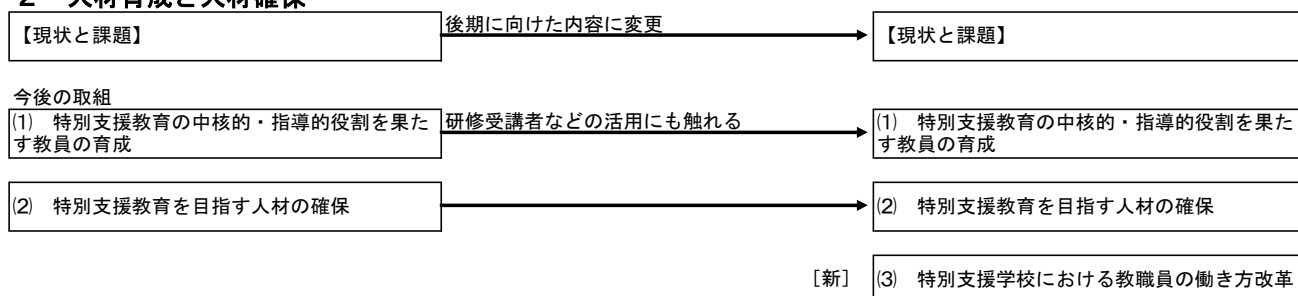 2　人材育成と人材確保
【現状と課題】
後期に向けた内容に変更
【現状と課題】
今後の取組
⑴　特別支援教育の中核的・指導的役割を果た
す教員の育成
研修受講者などの活用にも触れる
⑴　特別支援教育の中核的・指導的役割を果た
す教員の育成
⑵　特別支援教育を目指す人材の確保
⑵　特別支援教育を目指す人材の確保
［新］
⑶　特別支援学校における教職員の働き方改革